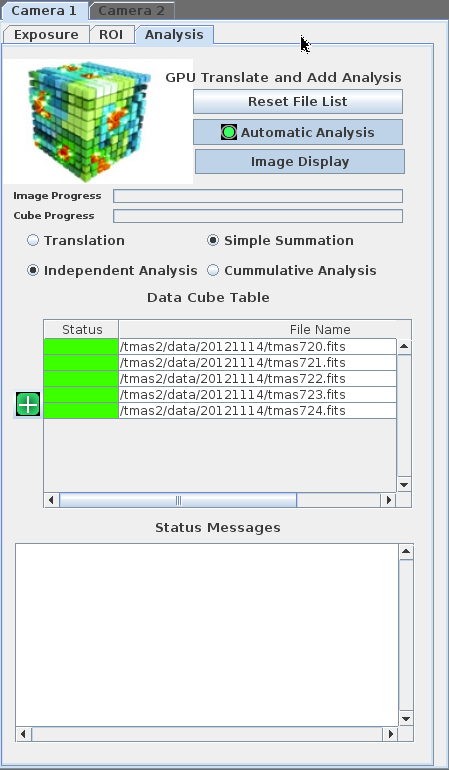 Camera 1 Camera 2
Exposure ROI Analysis
GPU Translate and Add Analysis
Reset File List
Automatic Analysis
Image Display
Image Progress
Cube Progress
Translation Simple Summation
Independent Analysis Cummulative Analysis
Data Cube Table
Status File Name
/tmas2/data/20121114/tmas720.fits
/tmas2/data/20121114/tmas721.fits
/tmas2/data/20121114/tmas722.fits
/tmas2/data/20121114/tmas723.fits
/tmas2/data/20121114/tmas724.fits
Status Messages